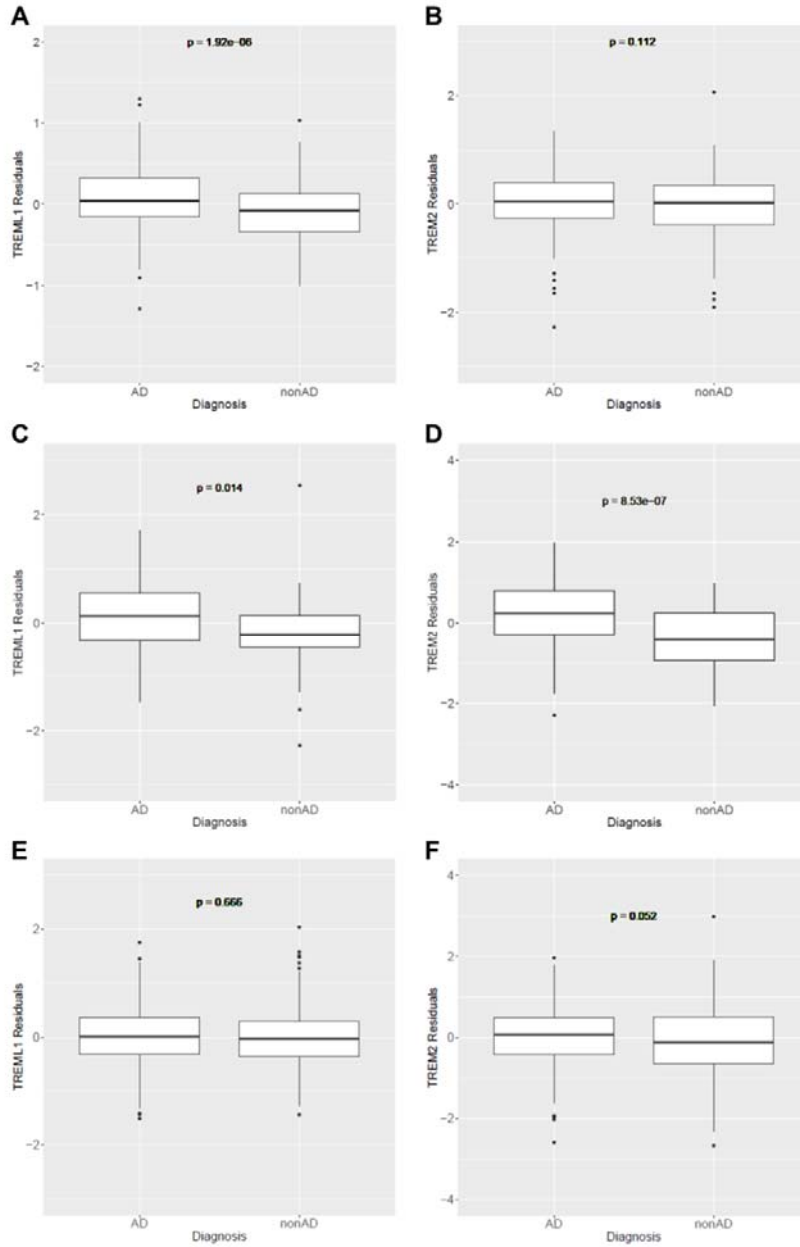 A
p = 1.92e−06
2
1
0
−1
−2
TREML1 Residuals
AD
nonAD
Diagnosis
B
p = 0.112
2
0
−2
TREM2 Residuals
AD
nonAD
Diagnosis
C
p = 0.014
2
0
−2
TREML1 Residuals
AD
nonAD
Diagnosis
D
p = 8.53e−07
4
2
0
−2
−4
TREM2 Residuals
AD
nonAD
Diagnosis
E
p = 0.666
2
0
−2
TREML1 Residuals
AD
nonAD
Diagnosis
F
p = 0.052
4
2
0
−2
−4
TREM2 Residuals
AD
nonAD
Diagnosis